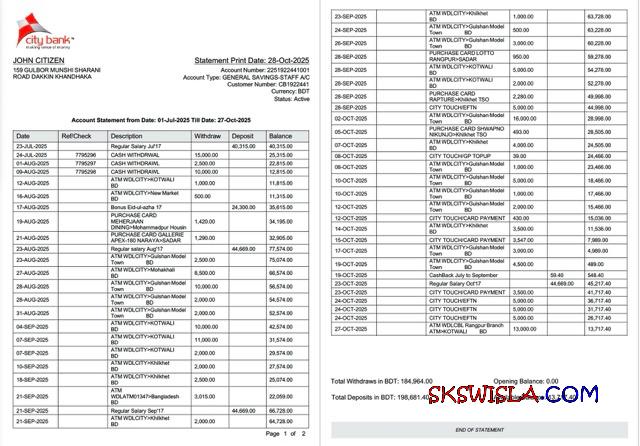 city bank
making sense of money
JOHN CITIZEN
159 GULBOR MUNSHI SHARANI
ROAD DAKKIN KHANDHAKA
Statement Print Date: 28-Oct-2025
Account Number: 2251922441001
Account Type: GENERAL SAVINGS-STAFF A/C
Customer Number: CB1922441
Currency: BDT
Status: Active
Account Statement from Date: 01-Jul-2025 Till Date: 27-Oct-2025
Date Ref/Check Description Withdraw Deposit Balance
23-JUL-2025 Regular Salary Jul'17 40,315.00 40,315.00
24-JUL-2025 7795296 CASH WITHDRWAL 15,000.00 25,315.00
01-AUG-2025 7795297 CASH WITHDRAWL 2,500.00 22,815.00
09-AUG-2025 7795298 CASH WITHDRAWL 10,000.00 12,815.00
12-AUG-2025 ATM WDLCITY>KOTWALI 1,000.00 11,815.00
BD
16-AUG-2025 ATM WDLCITY>New Market 500.00 11,315.00
BD
17-AUG-2025 Bonus Eid-ul-azha 17 24,300.00 35,615.00
19-AUG-2025 PURCHASE CARD 1,420.00 34,195.00
MEHERJAAN
DINING>Mohammadpur Housin
21-AUG-2025 PURCHASE CARD GALLERIE 1,290.00 32,905.00
APEX-180 NARAYA>SADAR
23-AUG-2025 Regular salary Aug'17 44,669.00 77,574.00
23-AUG-2025 ATM WDLCITY>Gulshan Model 2,500.00 75,074.00
Town BD
27-AUG-2025 ATM WDLCITY>Mohakhali 8,500.00 66,574.00
BD
28-AUG-2025 ATM WDLCITY>Gulshan Model 10,000.00 56,574.00
Town BD
28-AUG-2025 ATM WDLCITY>Gulshan Model 2,000.00 54,574.00
Town BD
31-AUG-2025 ATM WDLCITY>Gulshan Model 2,000.00 52,574.00
Town BD
04-SEP-2025 ATM WDLCITY>KOTWALI 10,000.00 42,574.00
BD
07-SEP-2025 ATM WDLCITY>KOTWALI 11,000.00 31,574.00
BD
07-SEP-2025 ATM WDLCITY>KOTWALI 2,000.00 29,574.00
BD
10-SEP-2025 ATM WDLCITY>Khilkhet 2,000.00 27,574.00
BD
18-SEP-2025 ATM WDLCITY>Khilkhet 2,500.00 25,074.00
BD
21-SEP-2025 ATM 3,015.00 22,059.00
WDLATM01347>Bangladesh
BD
21-SEP-2025 Regular Salary Sep'17 44,669.00 66,728.00
21-SEP-2025 ATM WDLCITY>Khilkhet 2,000.00 64,728.00
BD
Page 1 of 2
23-SEP-2025 ATM WDLCITY>Khilkhet 1,000.00 63,728.00
BD
24-SEP-2025 ATM WDLCITY>Gulshan Model 500.00 63,228.00
Town BD
26-SEP-2025 ATM WDLCITY>Gulshan Model 3,000.00 60,228.00
Town BD
28-SEP-2025 PURCHASE CARD LOTTO 950.00 59,278.00
RANGPUR>SADAR
28-SEP-2025 ATM WDLCITY>KOTWALI 5,000.00 54,278.00
BD
28-SEP-2025 ATM WDLCITY>KOTWALI 2,000.00 52,278.00
BD
28-SEP-2025 PURCHASE CARD 2,280.00 49,998.00
RAPTURE>Khilkhet TSO
28-SEP-2025 CITY TOUCH/EFTN 5,000.00 44,998.00
02-OCT-2025 ATM WDLCITY>Gulshan Model 16,000.00 28,998.00
Town BD
05-OCT-2025 PURCHASE CARD SHWAPNO 493.00 28,505.00
NIKUNJO>Khilkhet TSO
07-OCT-2025 ATM WDLCITY>Khilkhet 4,000.00 24,505.00
BD
07-OCT-2025 CITY TOUCH/GP TOPUP 39.00 24,466.00
08-OCT-2025 ATM WDLCITY>Gulshan Model 1,000.00 23,466.00
Town BD
10-OCT-2025 ATM WDLCITY>Gulshan Model 5,000.00 18,466.00
Town BD
10-OCT-2025 ATM WDLCITY>Gulshan Model 1,000.00 17,466.00
Town BD
12-OCT-2025 ATM WDLCITY>Gulshan Model 2,000.00 15,466.00
Town BD
12-OCT-2025 CITY TOUCH/CARD PAYMENT 430.00 15,036.00
14-OCT-2025 ATM WDLCITY>Khilkhet 3,500.00 11,536.00
BD
15-OCT-2025 CITY TOUCH/CARD PAYMENT 3,547.00 7,989.00
17-OCT-2025 ATM WDLCITY>Gulshan Model 3,000.00 4,989.00
Town BD
19-OCT-2025 ATM WDLCITY>Gulshan Model 4,500.00 489.00
Town BD
19-OCT-2025 CashBack July to September 59.40 548.40
23-OCT-2025 Regular Salary Oct'17 44,669.00 45,217.40
23-OCT-2025 CITY TOUCH/CARD PAYMENT 3,500.00 41,717.40
24-OCT-2025 CITY TOUCH/EFTN 5,000.00 36,717.40
24-OCT-2025 CITY TOUCH/EFTN 5,000.00 31,717.40
24-OCT-2025 CITY TOUCH/EFTN 5,000.00 26,717.40
27-OCT-2025 ATM WDLCBL Rangpur Branch 13,000.00 13,717.40
ATM>KOTWALI BD
Total Withdraws in BDT: 184,964.00 Opening Balance: 0.00
Total Deposits in BDT: 198,681.40
SKSWISLA.COM
END OF STATEMENT